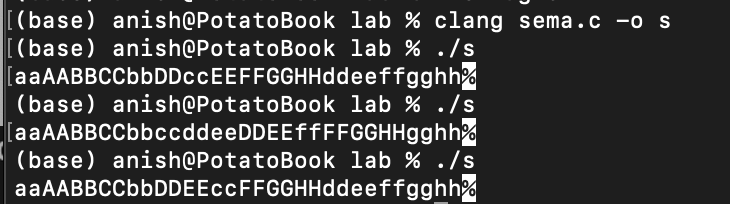 [(base) anish@PotatoBook lab % clang sema.c -o s
[(base) anish@PotatoBook lab % ./s
[aaAABBCCbbDDccEEFFGGHHddeeffgghh%
(base) anish@PotatoBook lab % ./s
[aaAABBCCbbccddeeDDEEffFFGGHHgghh%
(base) anish@PotatoBook lab % ./s
aaAABBCCbbDDEEccFFGGHHddeeffgghh%